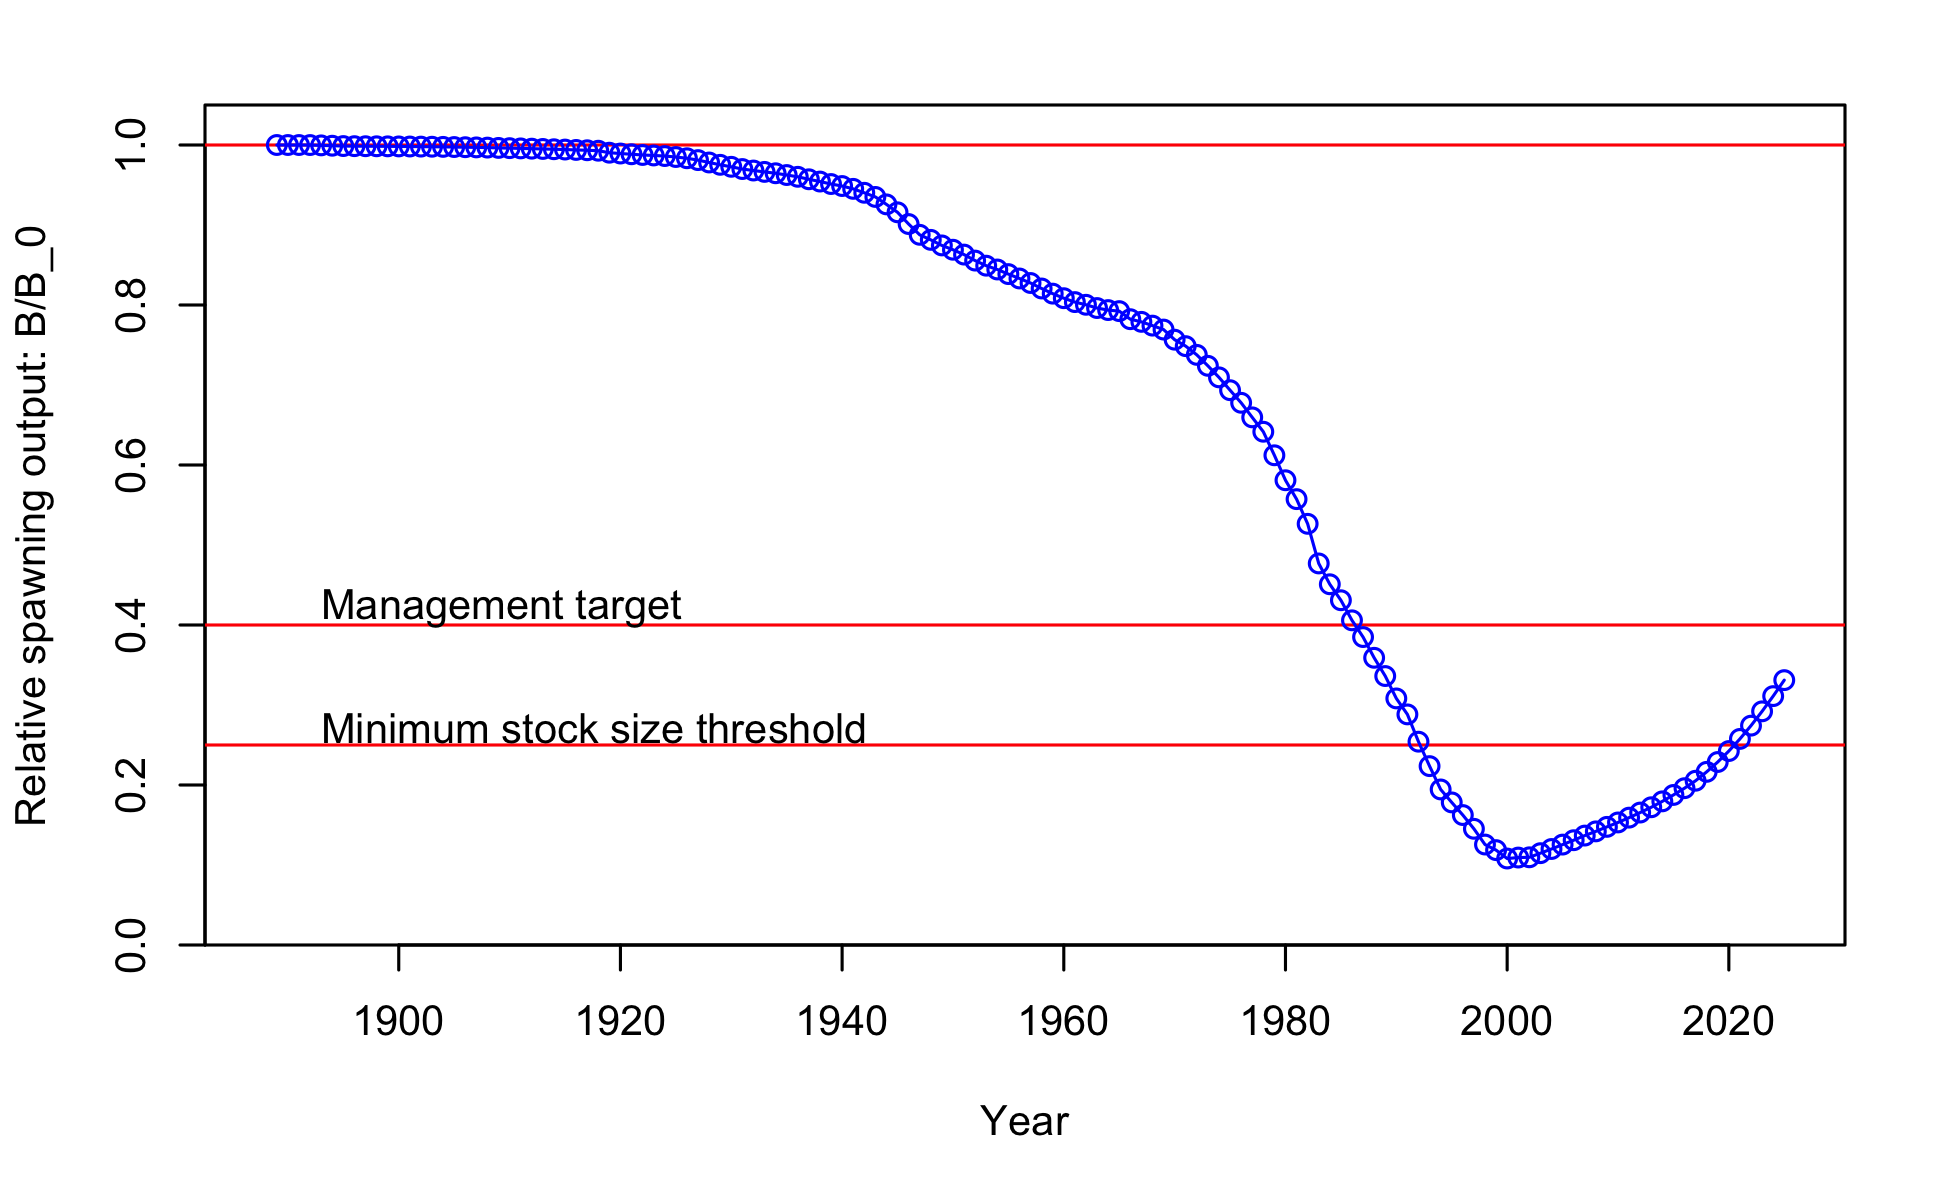 Relative spawning output: B/B_0
1.0
0.8
0.6
0.4
0.2
0.0
Management target
Minimum stock size threshold
1900 1920 1940 1960 1980 2000 2020
Year